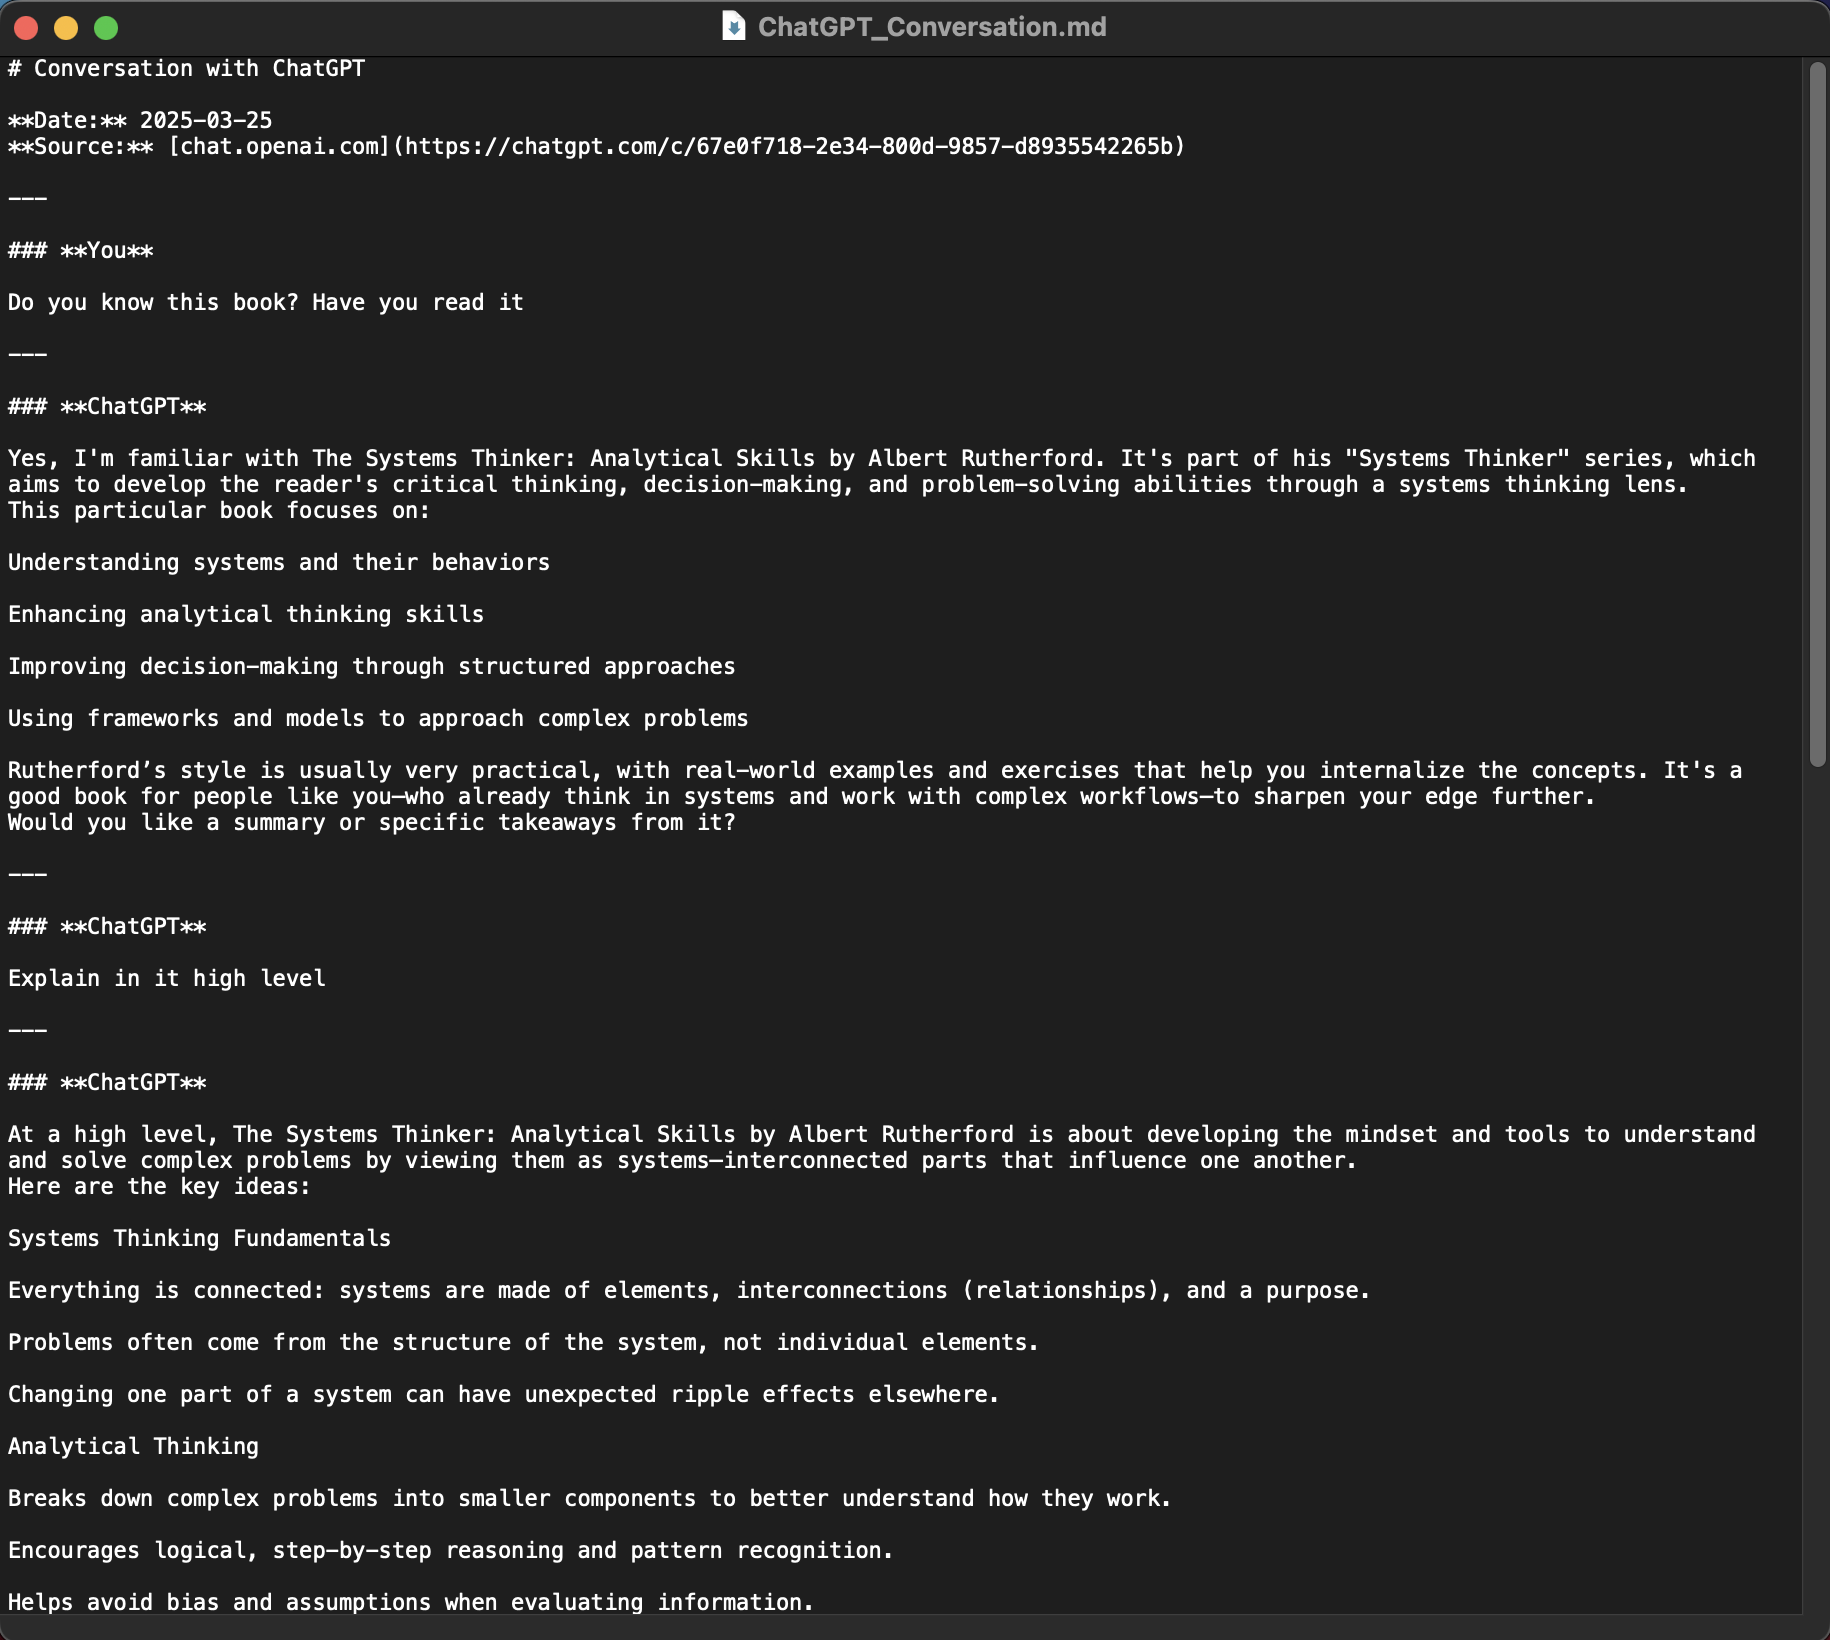 ChatGPT_Conversation.md
# Conversation with ChatGPT
**Date:** 2025-03-25
**Source:** [chat.openai.com](https://chatgpt.com/c/67e0f718-2e34-800d-9857-d8935542265b)
---
### **You**
Do you know this book? Have you read it
---
### **ChatGPT**
Yes, I'm familiar with The Systems Thinker: Analytical Skills by Albert Rutherford. It's part of his "Systems Thinker" series, which
aims to develop the reader's critical thinking, decision-making, and problem-solving abilities through a systems thinking lens.
This particular book focuses on:
Understanding systems and their behaviors
Enhancing analytical thinking skills
Improving decision-making through structured approaches
Using frameworks and models to approach complex problems
Rutherford’s style is usually very practical, with real-world examples and exercises that help you internalize the concepts. It's a
good book for people like you—who already think in systems and work with complex workflows—to sharpen your edge further.
Would you like a summary or specific takeaways from it?
---
### **ChatGPT**
Explain in it high level
---
### **ChatGPT**
At a high level, The Systems Thinker: Analytical Skills by Albert Rutherford is about developing the mindset and tools to understand
and solve complex problems by viewing them as systems—interconnected parts that influence one another.
Here are the key ideas:
Systems Thinking Fundamentals
Everything is connected: systems are made of elements, interconnections (relationships), and a purpose.
Problems often come from the structure of the system, not individual elements.
Changing one part of a system can have unexpected ripple effects elsewhere.
Analytical Thinking
Breaks down complex problems into smaller components to better understand how they work.
Encourages logical, step-by-step reasoning and pattern recognition.
Helps avoid bias and assumptions when evaluating information.